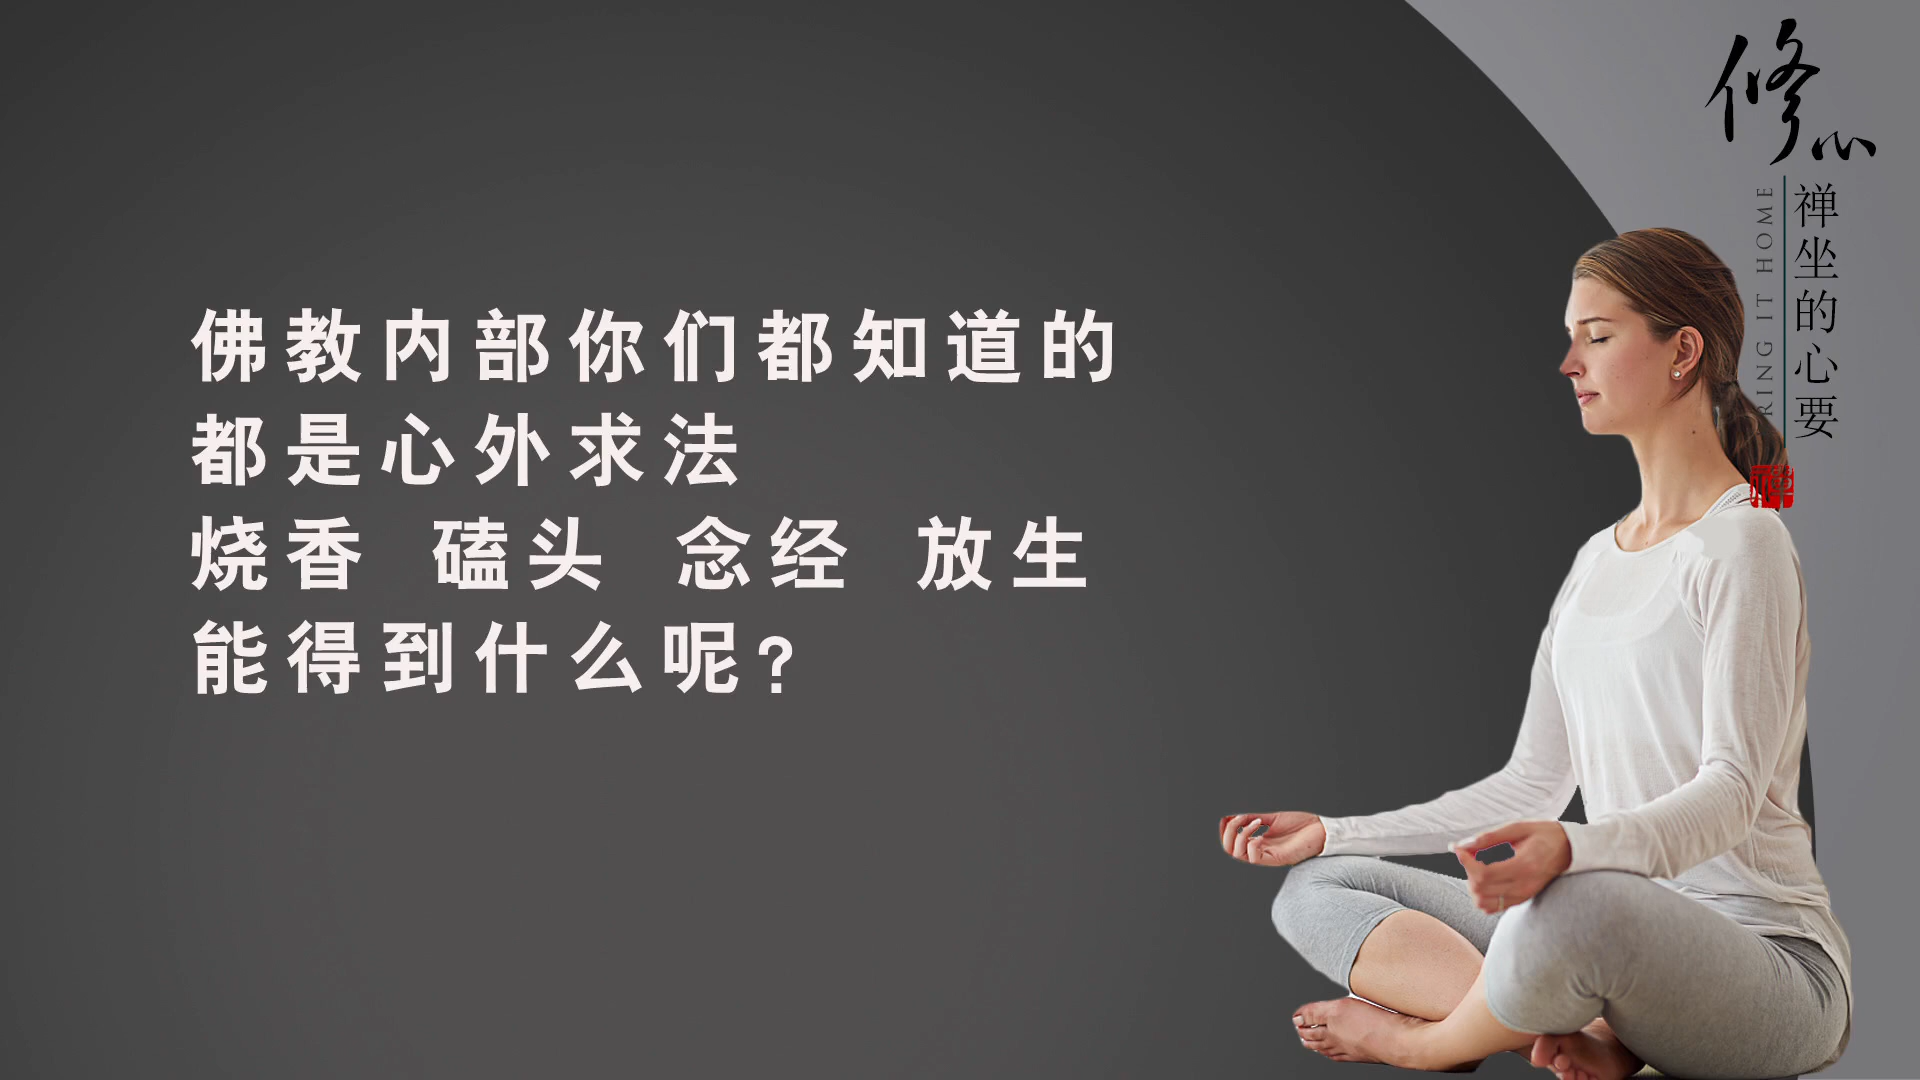 佛教内部你们都知道的
都是心外求法
烧香 磕头 念经 放生
能得到什么呢?
修心
禅坐的心要
RING IT HOME
禅